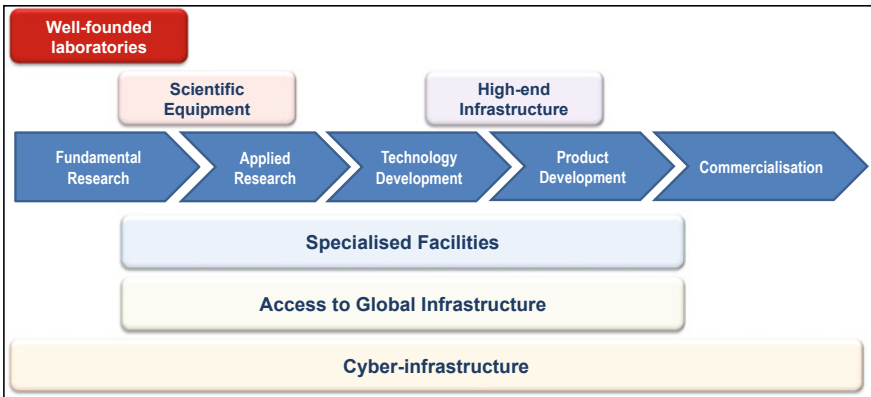 Well-founded
laboratories
Scientific
Equipment
High-end
Infrastructure
Fundamental
Research
Applied
Research
Technology
Development
Product
Development
Commercialisation
Specialised Facilities
Access to Global Infrastructure
Cyber-infrastructure